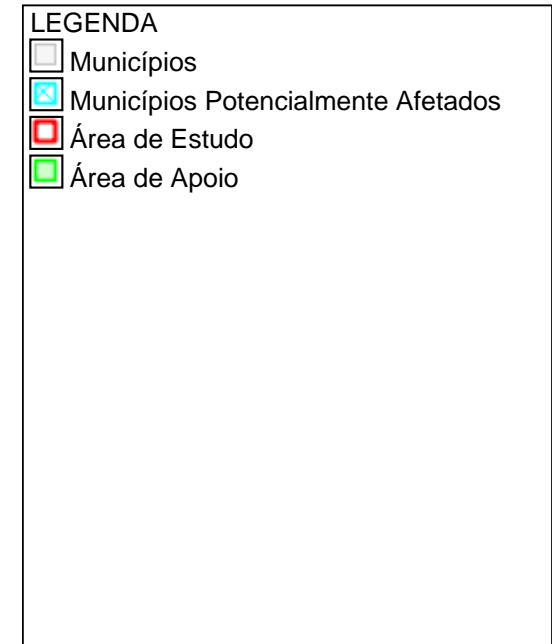 LEGENDA
Municípios
Municípios Potencialmente Afetados
Área de Estudo
Área de Apoio